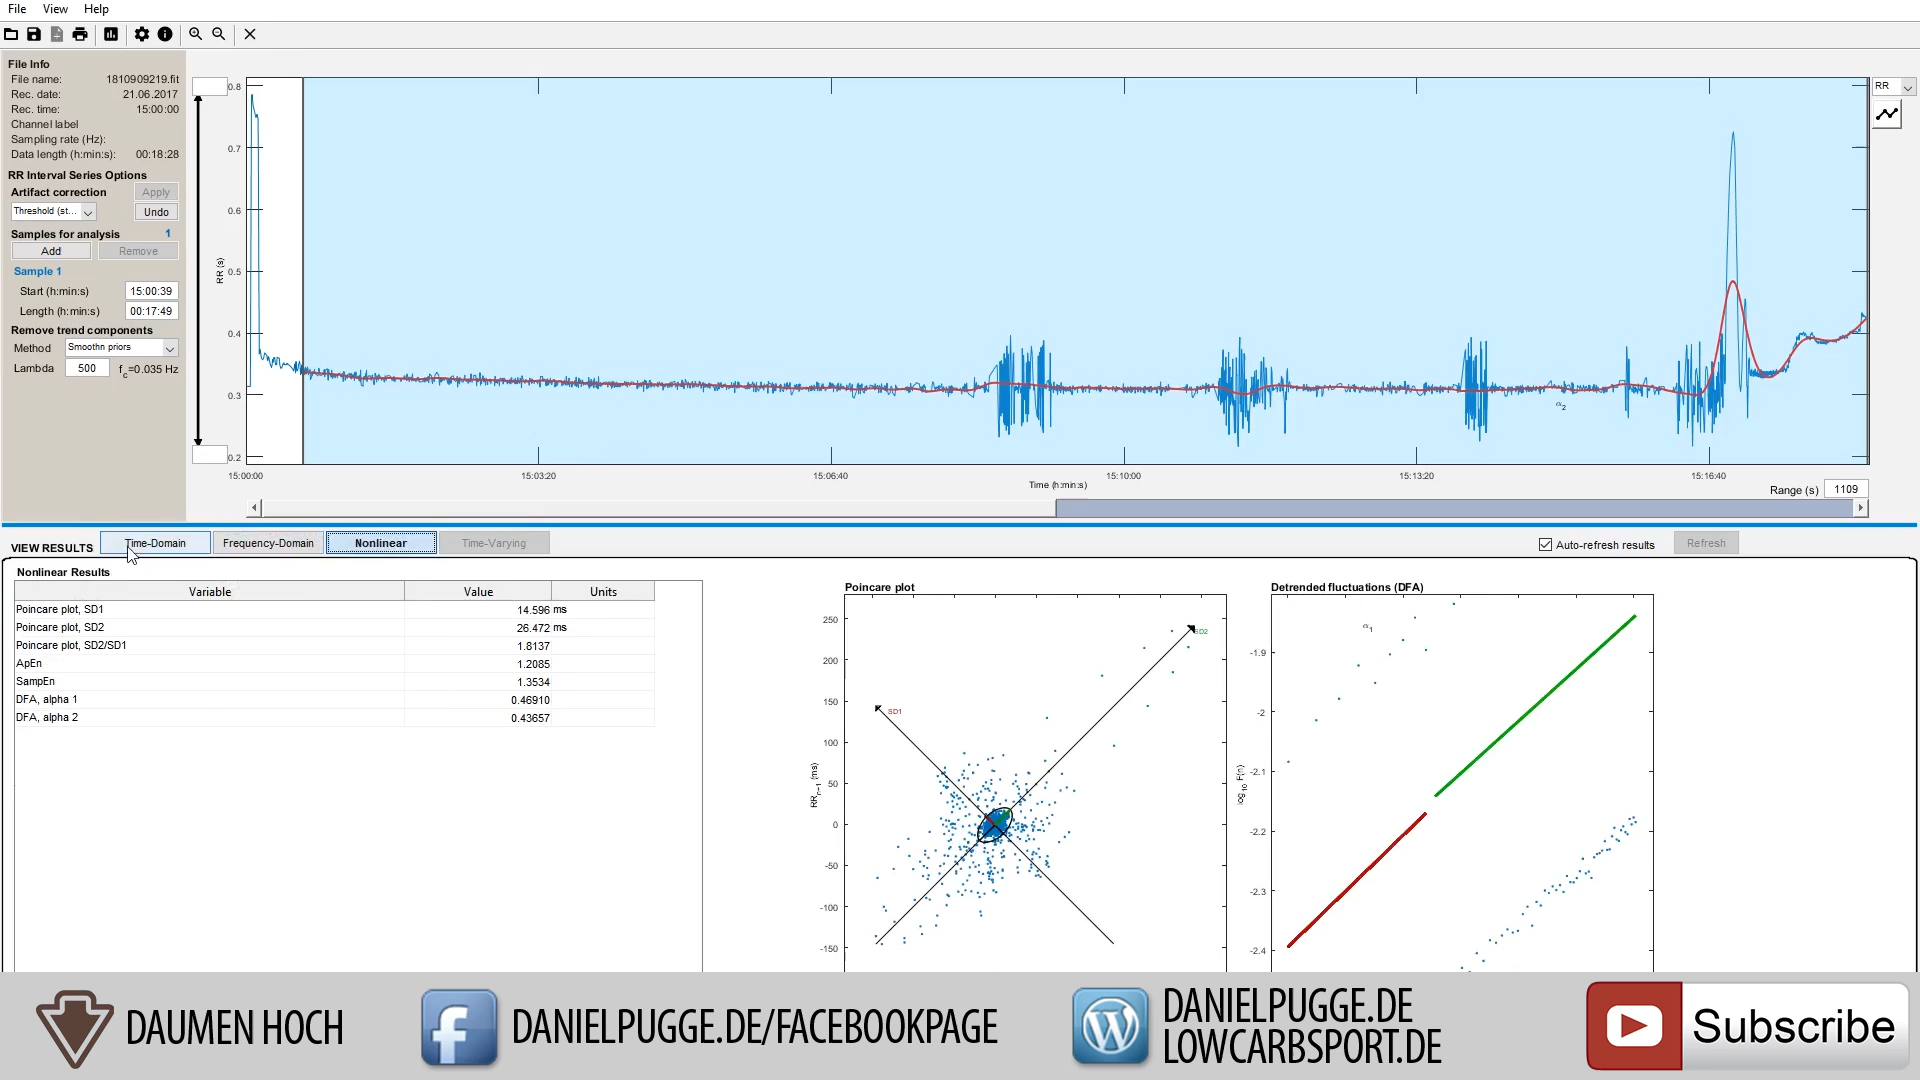 File View Help
File Info
File name: 1810909219.fit
Rec. date: 21.06.2017
Rec. time: 15:00:00
Channel label
Sampling rate (Hz):
Data length (h:min:s): 00:18:28
RR Interval Series Options
Artifact correction Apply
Threshold (st... Undo
Samples for analysis 1
Add Remove
Sample 1
Start (h:min:s) 15:00:39
Length (h:min:s) 00:17:49
Remove trend components
Method Smoothn priors
Lambda 500 fc=0.035 Hz
RR (s)
0.8
0.7
0.6
0.5
0.4
0.3
0.2
α2
RR
15:00:00 15:03:20 15:06:40 15:10:00 15:13:20 15:16:40
Time (h:min:s)
Range (s) 1109
VIEW RESULTS Time-Domain Frequency-Domain Nonlinear Time-Varying Auto-refresh results Refresh
Nonlinear Results
Variable Value Units
Poincare plot, SD1 14.596 ms
Poincare plot, SD2 26.472 ms
Poincare plot, SD2/SD1 1.8137
ApEn 1.2085
SampEn 1.3534
DFA, alpha 1 0.46910
DFA, alpha 2 0.43657
Poincare plot
RRn+1 (ms)
250
200
150
100
50
0
-50
-100
-150
SD2
SD1
Detrended fluctuations (DFA)
log10 F(n)
α1
-1.9
-2
-2.1
-2.2
-2.3
-2.4
DAUMEN HOCH
DANIELPUGGE.DE/FACEBOOKPAGE
DANIELPUGGE.DE
LOWCARBSPORT.DE
Subscribe